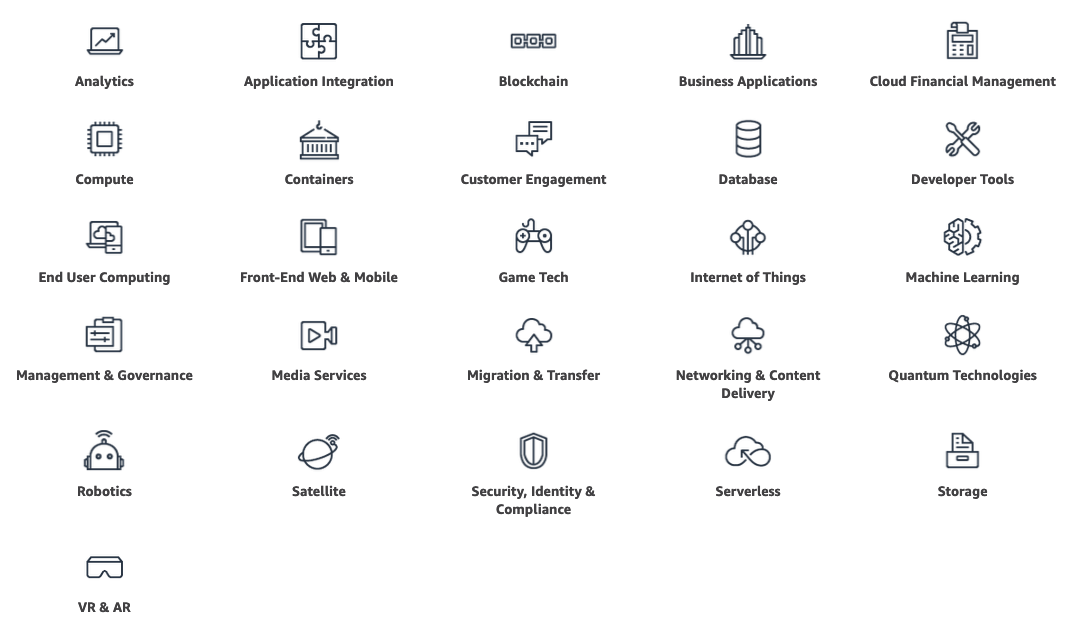 Analytics
Application Integration
Blockchain
Business Applications
Cloud Financial Management
Compute
Containers
Customer Engagement
Database
Developer Tools
End User Computing
Front-End Web & Mobile
Game Tech
Internet of Things
Machine Learning
Management & Governance
Media Services
Migration & Transfer
Networking & Content
Delivery
Quantum Technologies
Robotics
Satellite
Security, Identity &
Compliance
Serverless
Storage
VR & AR